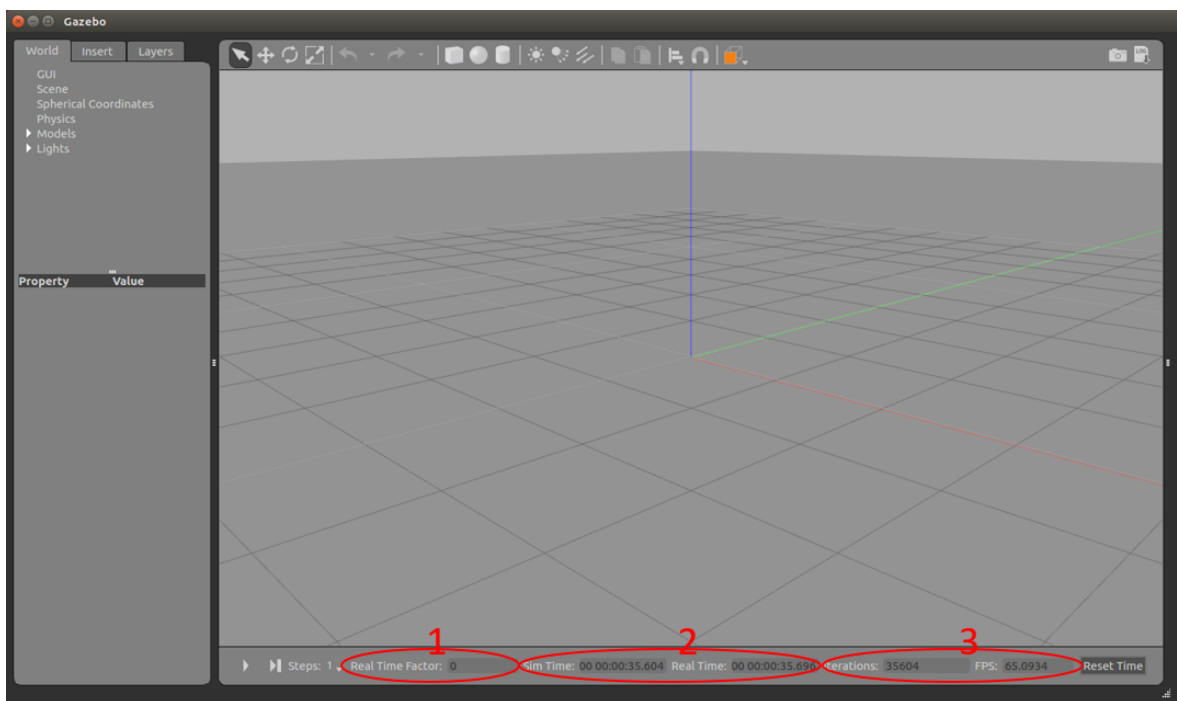 Gazebo
World Insert Layers
GUI
Scene
Spherical Coordinates
Physics
Models
Lights
Property Value
LOG
1 2 3
Steps: 1 Real Time Factor: 0 Sim Time: 00 00:00:35.604 Real Time: 00 00:00:35.696 Iterations: 35604 FPS: 65.0934 Reset Time